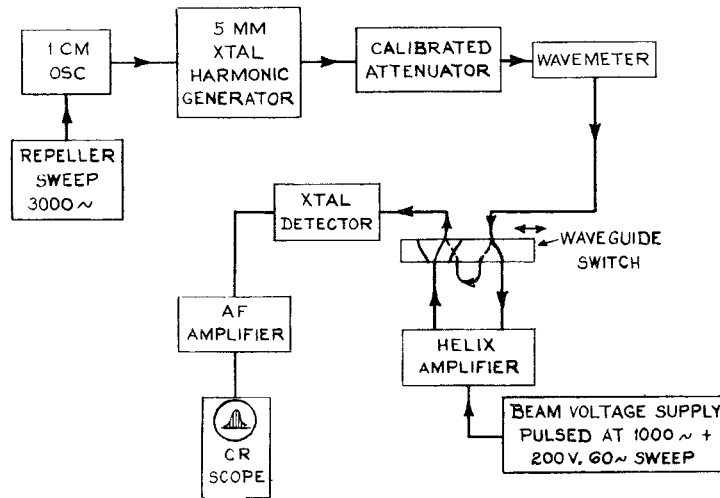 1 CM
OSC
5 MM
XTAL
HARMONIC
GENERATOR
CALIBRATED
ATTENUATOR
WAVEMETER
REPELLER
SWEEP
3000 ~
XTAL
DETECTOR
WAVEGUIDE
SWITCH
AF
AMPLIFIER
HELIX
AMPLIFIER
CR
SCOPE
BEAM VOLTAGE SUPPLY
PULSED AT 1000 ~ +
200 V. 60 ~ SWEEP